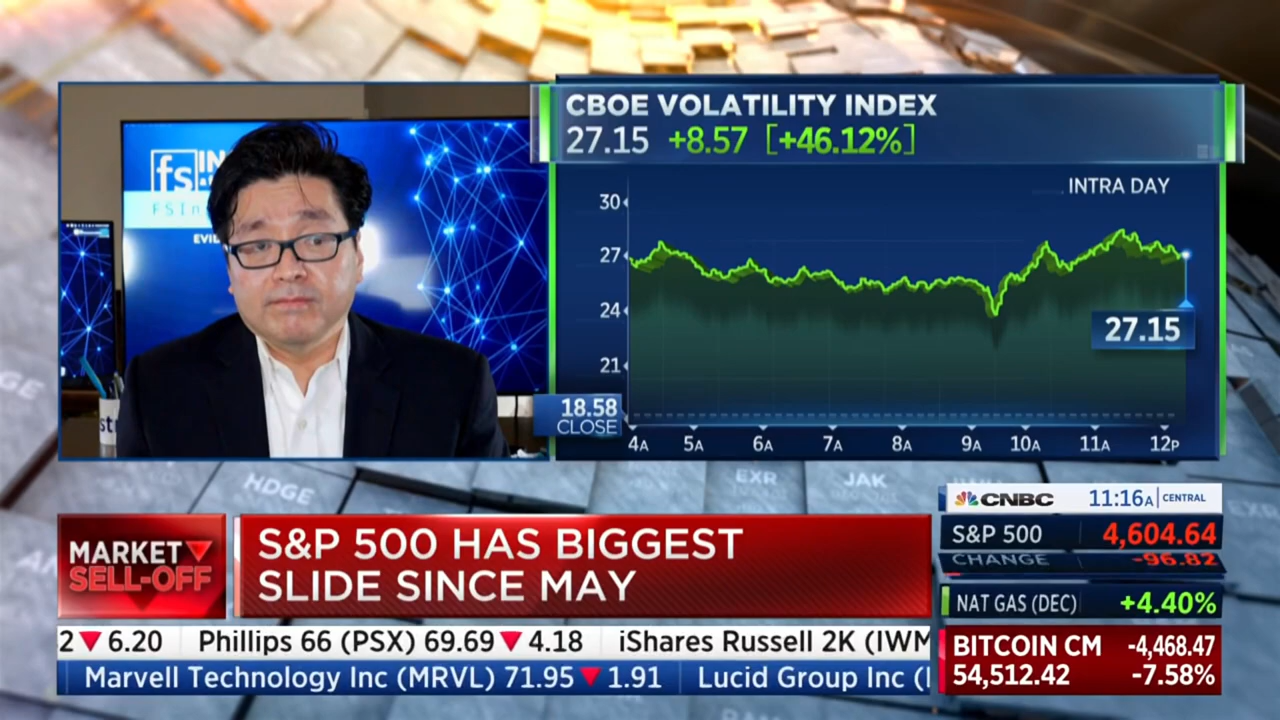 fs IN
FSIn
EVI
CBOE VOLATILITY INDEX
27.15 +8.57 [+46.12%]
INTRA DAY
30
27
24
21
27.15
18.58
CLOSE
4A 5A 6A 7A 8A 9A 10A 11A 12P
HDGE
EXR
JAK
CNBC 11:16A CENTRAL
MARKET
SELL-OFF
S&P 500 HAS BIGGEST
SLIDE SINCE MAY
S&P 500 4,604.64
CHANGE -96.82
NAT GAS (DEC) +4.40%
BITCOIN CM -4,468.47
54,512.42 -7.58%
2 ▼ 6.20 Phillips 66 (PSX) 69.69 ▼ 4.18 iShares Russell 2K (IWM
Marvell Technology Inc (MRVL) 71.95 ▼ 1.91 Lucid Group Inc (